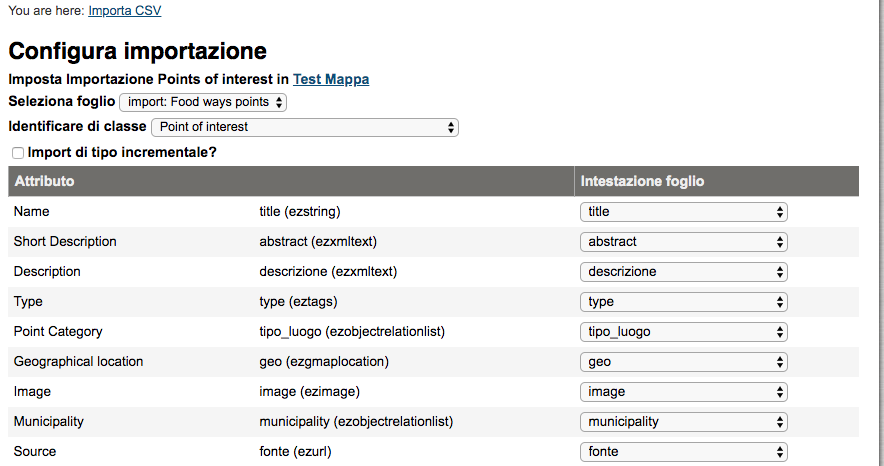 You are here: Importa CSV
Configura importazione
Imposta Importazione Points of interest in Test Mappa
Seleziona foglio import: Food ways points
Identificare di classe Point of interest
Import di tipo incrementale?
Attributo Intestazione foglio
Name title (ezstring) title
Short Description abstract (ezxmltext) abstract
Description descrizione (ezxmltext) descrizione
Type type (eztags) type
Point Category tipo_luogo (ezobjectrelationlist) tipo_luogo
Geographical location geo (ezgmaplocation) geo
Image image (ezimage) image
Municipality municipality (ezobjectrelationlist) municipality
Source fonte (ezurl) fonte